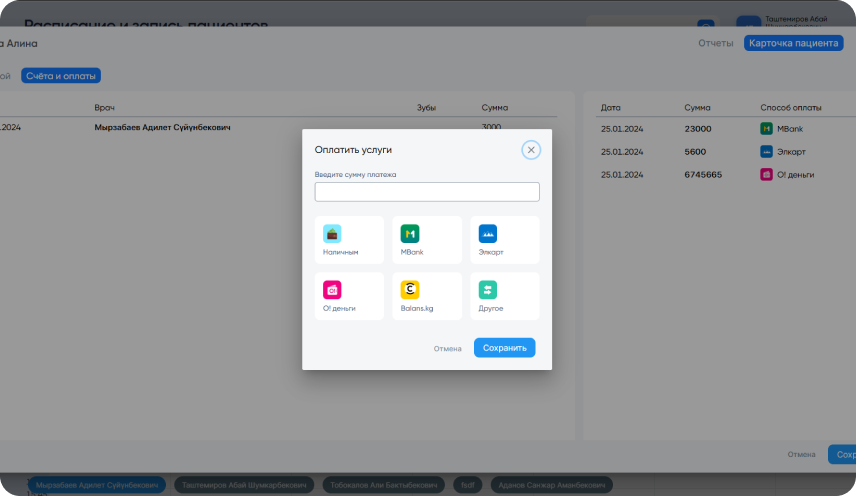 Расписание и запись пациентов
Таштемиров Абай
а Алина
Отчеты
Карточка пациента
ой
Счёта и оплаты
Врач
Зубы
Сумма
.2024
Мырзабаев Адилет Суйунбекович
3000
Дата
Сумма
Способ оплаты
25.01.2024
23000
MBank
25.01.2024
5600
Элкарт
25.01.2024
6745665
О! деньги
Оплатить услуги
Введите сумму платежа
Наличным
MBank
Элкарт
О! деньги
Balans.kg
Другое
Отмена
Сохранить
Отмена
Сохр
Мырзабаев Адилет Суйунбекович
Таштемиров Абай Шумкарбекович
Тобокалов Али Бактыбекович
fsdf
Аданов Санжар Аманбекович